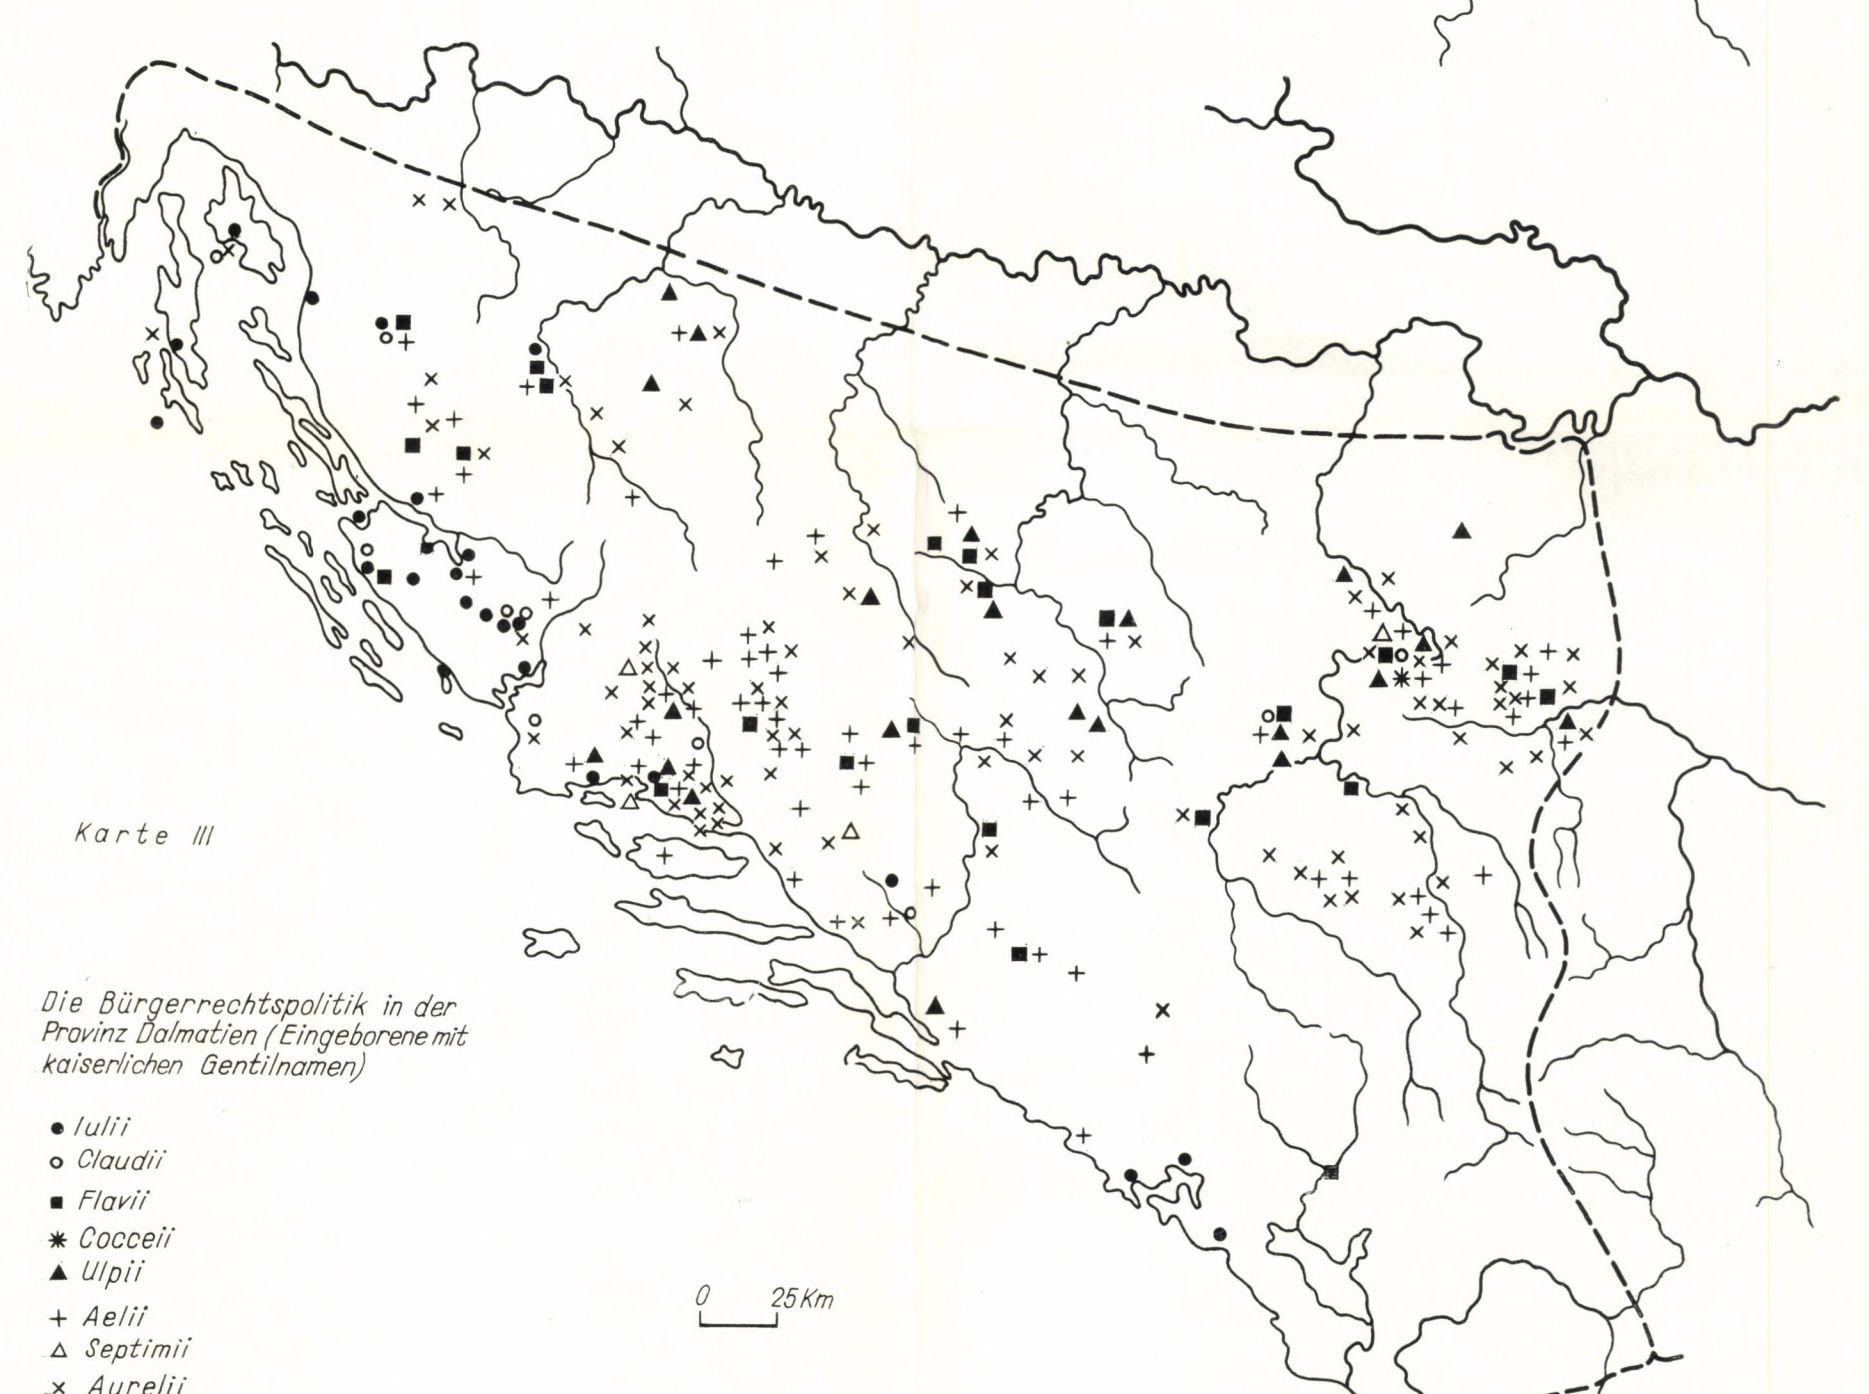 Karte III
Die Bürgerrechtspolitik in der
Provinz Dalmatien (Eingeborene mit
kaiserlichen Gentilnamen)
Iulii
Claudii
Flavii
Cocceii
Ulpii
Aelii
Septimii
Aurelii
0 25 Km